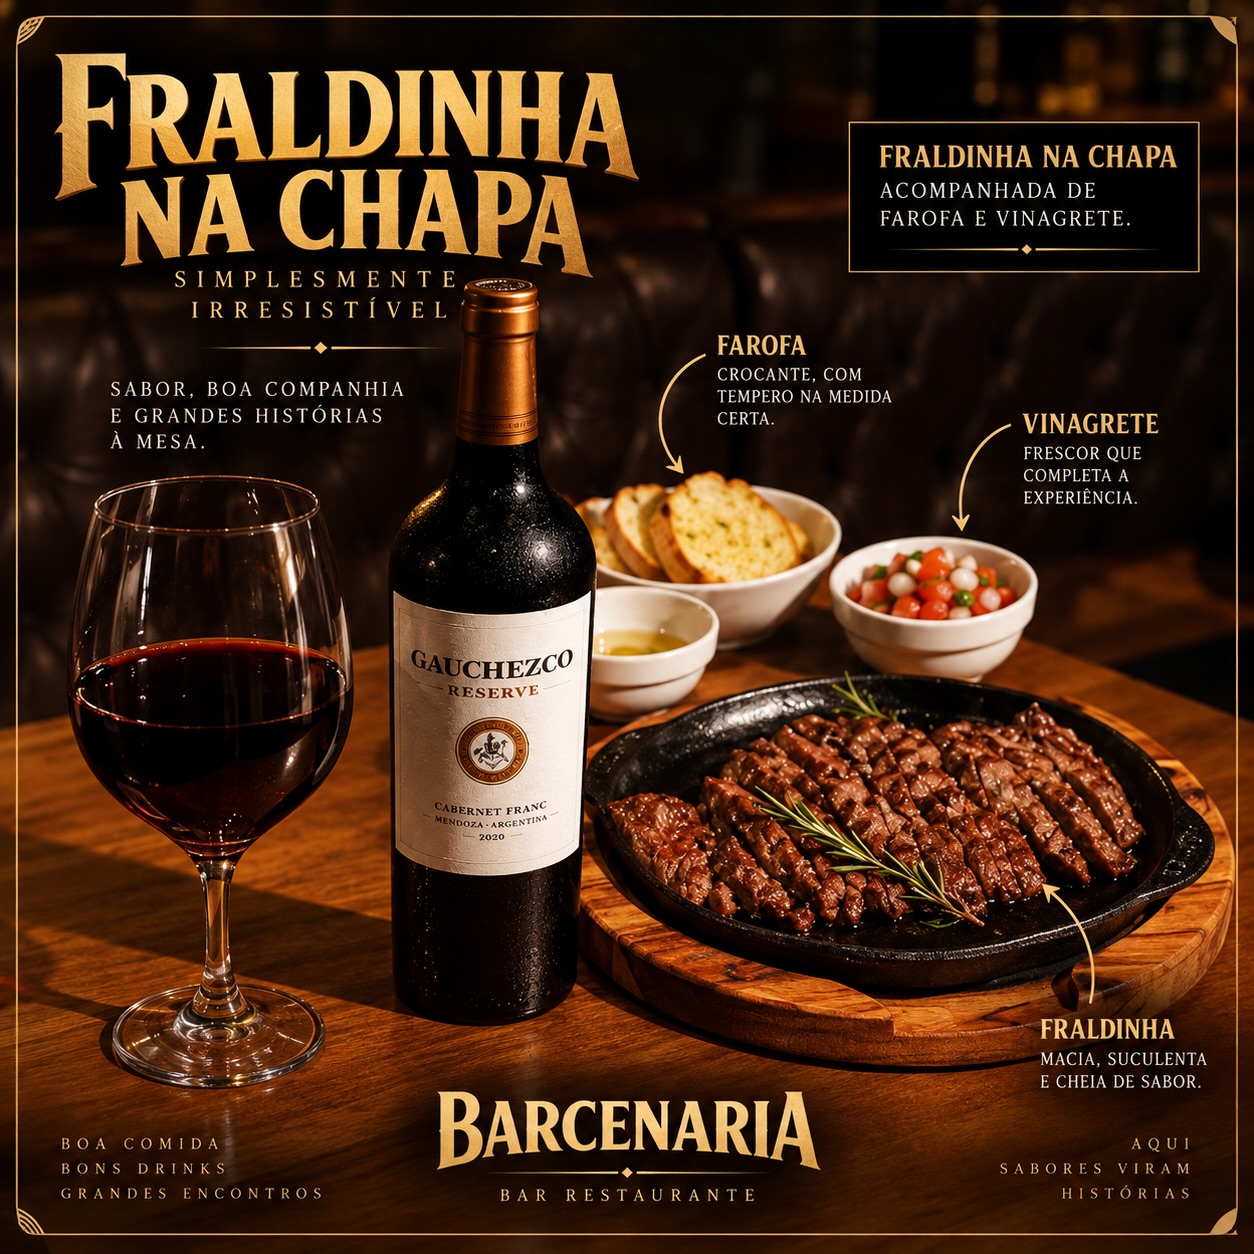 FRALDINHA
NA CHAPA
SIMPLESMENTE
IRRESISTÍVEL
SABOR, BOA COMPANHIA
E GRANDES HISTÓRIAS
À MESA.
FRALDINHA NA CHAPA
ACOMPANHADA DE
FAROFA E VINAGRETE.
FAROFA
CROCANTE, COM
TEMPERO NA MEDIDA
CERTA.
VINAGRETE
FRESCOR QUE
COMPLETA A
EXPERIÊNCIA.
GAUCHEZCO
RESERVE
CABERNET FRANC
MENDOZA · ARGENTINA
2020
FRALDINHA
MACIA, SUCULENTA
E CHEIA DE SABOR.
BARCENARIA
BAR RESTAURANTE
BOA COMIDA
BONS DRINKS
GRANDES ENCONTROS
AQUI
SABORES VIRAM
HISTÓRIAS